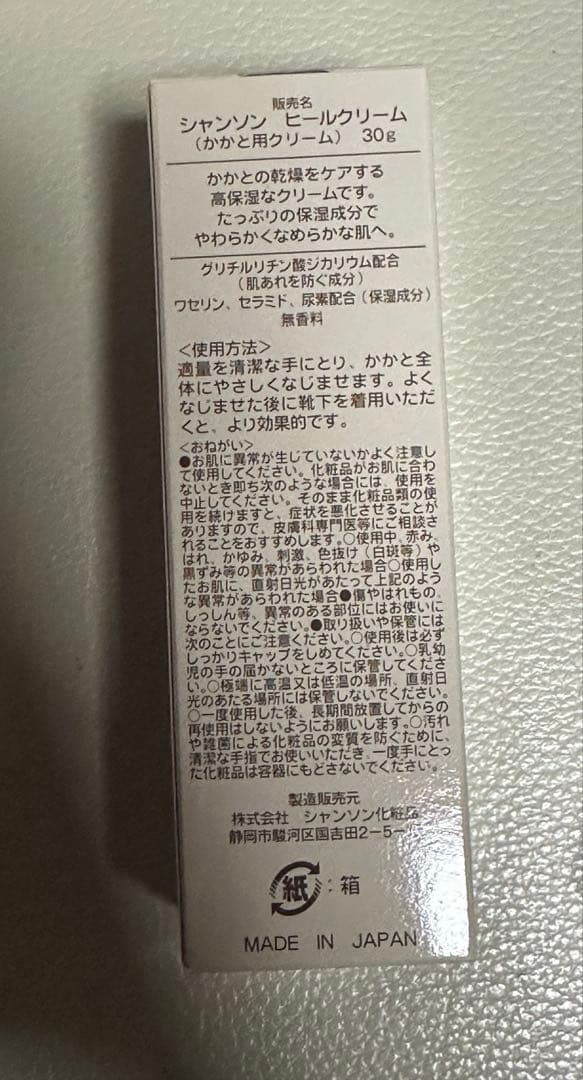 販売名
シャンソン ヒールクリーム
（かかと用クリーム） 30g
かかとの乾燥をケアする
高保湿なクリームです。
たっぷりの保湿成分で
やわらかくなめらかな肌へ。
グリチルリチン酸ジカリウム配合
（肌あれを防ぐ成分）
ワセリン、セラミド、尿素配合（保湿成分）
無香料
＜使用方法＞
適量を清潔な手にとり、かかと全
体にやさしくなじませます。よく
なじませた後に靴下を着用いただ
くと、より効果的です。
＜おねがい＞
●お肌に異常が生じていないかよく注意し
て使用してください。化粧品がお肌に合わ
ないとき即ち次のような場合には、使用を
中止してください。そのまま化粧品類の使
用を続けますと、症状を悪化させることが
ありますので、皮膚科専門医等にご相談さ
れることをおすすめします。○使用中、赤み、
はれ、かゆみ、刺激、色抜け（白斑等）や
黒ずみ等の異常があらわれた場合○使用し
たお肌に、直射日光があたって上記のよう
な異常があらわれた場合●傷やはれもの、
しっしん等、異常のある部位にはお使いに
ならないでください。●取り扱いや保管には
次のことにご注意ください。○使用後は必ず
しっかりキャップをしめてください。○乳幼
児の手の届かないところに保管してくださ
い。○極端に高温又は低温の場所、直射日
光のあたる場所には保管しないでください。
○一度使用した後、長期間放置してからの
再使用はしないようにお願いします。○汚れ
や雑菌による化粧品の変質を防ぐために、
清潔な手指でお使いいただき、一度手にとっ
た化粧品は容器にもどさないでください。
製造販売元
株式会社 シャンソン化粧品
静岡市駿河区国吉田2-5-
紙：箱
MADE IN JAPAN